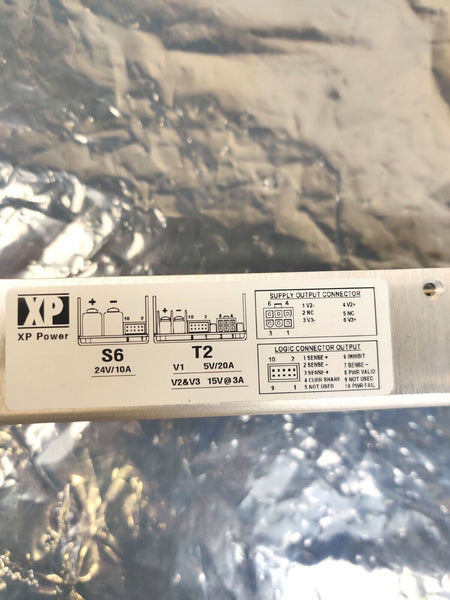 XP
XP Power
+ −
10 2
9 1
S6
24V/10A
+ −
10 2
T2
V1 5V/20A
V2&V3 15V@3A
SUPPLY OUTPUT CONNECTOR
6 4
3 1
1 V2- 4 V2+
2 NC 5 NC
3 V3- 6 V3+
LOGIC CONNECTOR OUTPUT
10 2
9 1
1 SENSE + 6 INHIBIT
2 SENSE - 7 SENSE -
3 SENSE + 8 PWR VALID
4 CURR SHARE 9 NOT USED
5 NOT USED 10 PWR FAIL